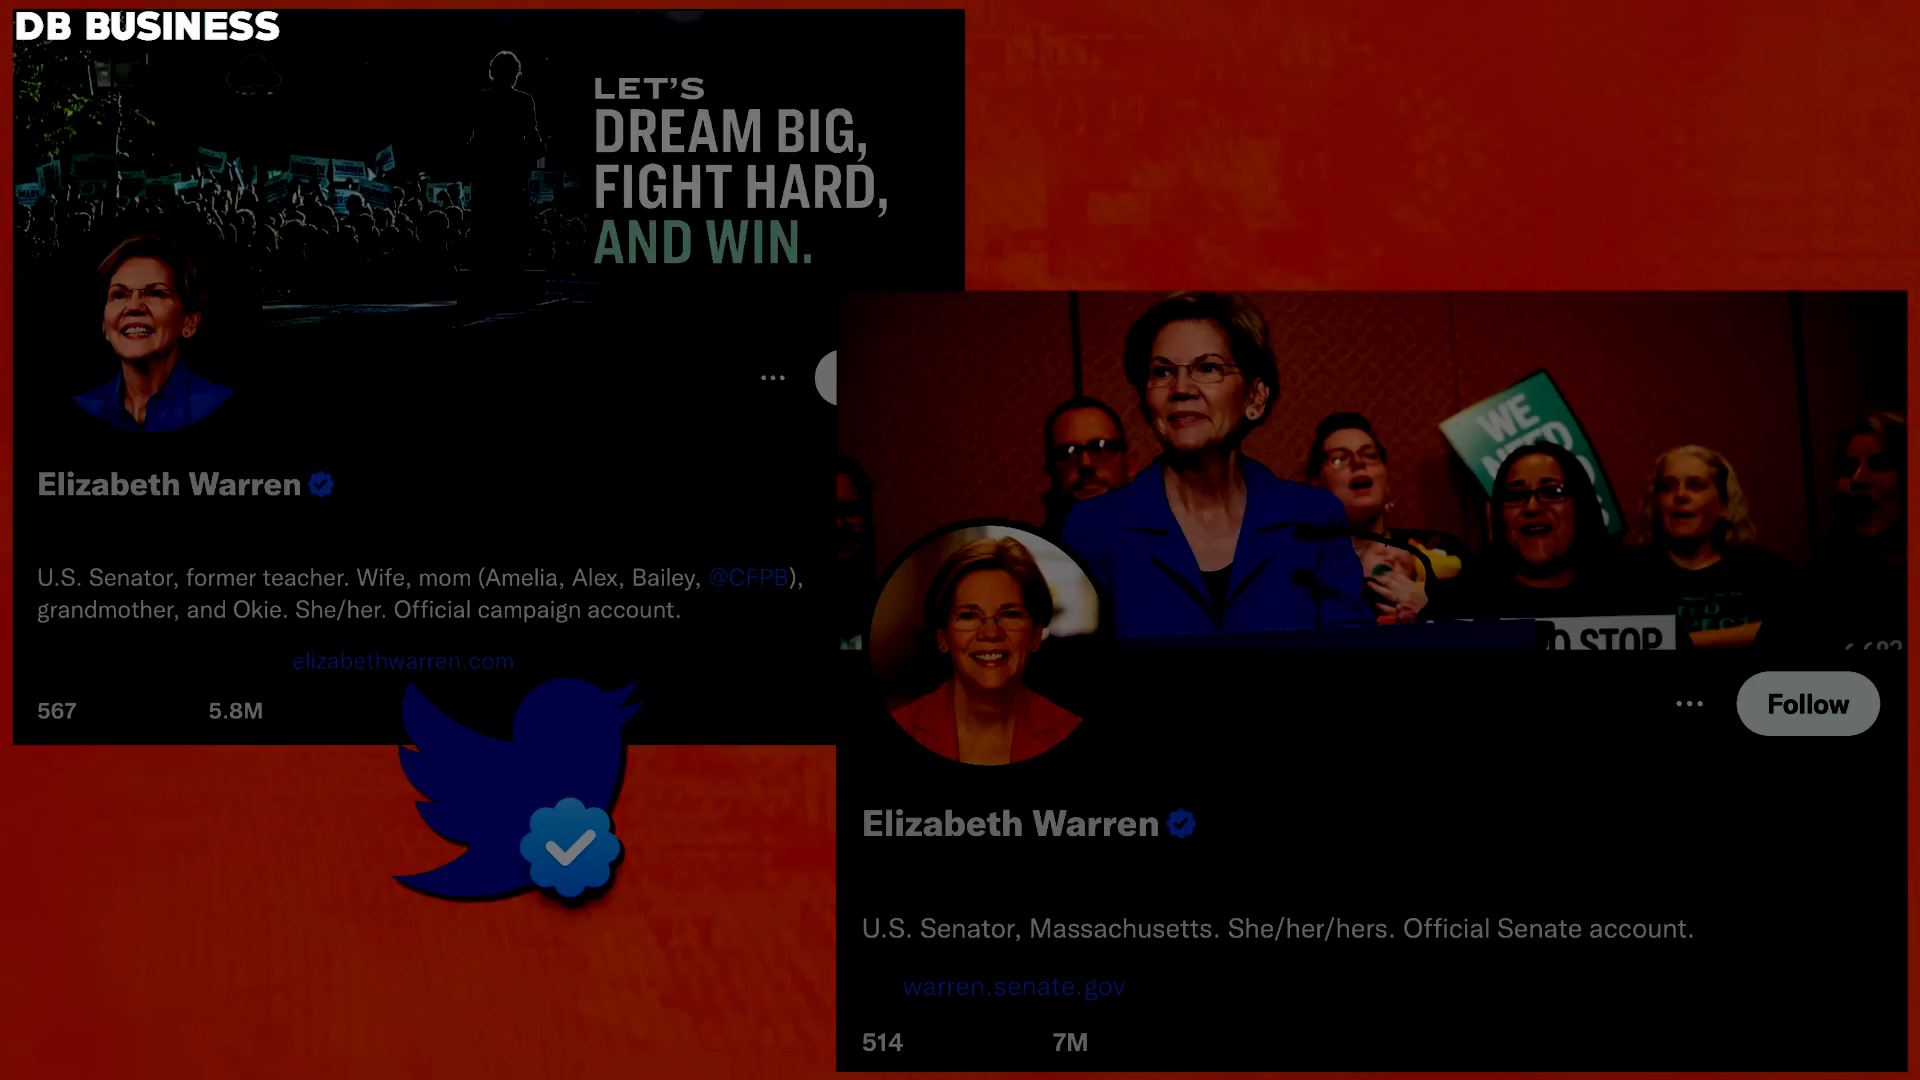 DB BUSINESS
LET'S
DREAM BIG,
FIGHT HARD,
AND WIN.
Elizabeth Warren
U.S. Senator, former teacher. Wife, mom (Amelia, Alex, Bailey, @CFPB),
grandmother, and Okie. She/her. Official campaign account.
elizabethwarren.com
567 5.8M
WE
NEED
STOP
Follow
Elizabeth Warren
U.S. Senator, Massachusetts. She/her/hers. Official Senate account.
warren.senate.gov
514 7M